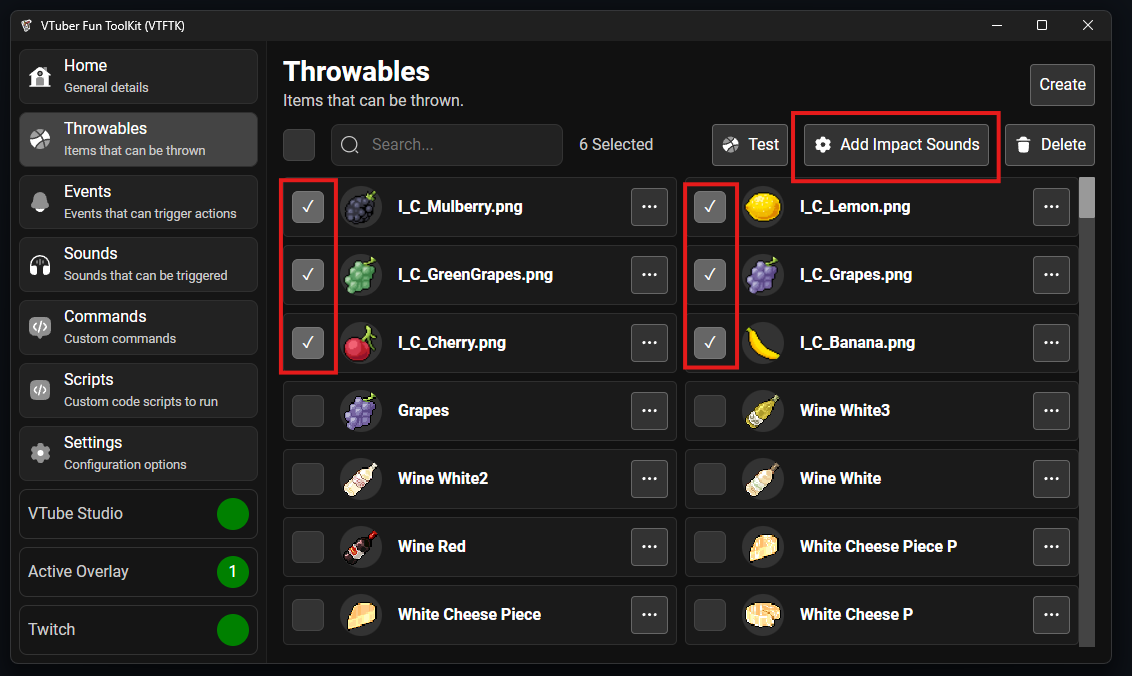 VTuber Fun ToolKit (VTFTK)
Home
General details
Throwables
Items that can be thrown
Events
Events that can trigger actions
Sounds
Sounds that can be triggered
Commands
Custom commands
Scripts
Custom code scripts to run
Settings
Configuration options
VTube Studio
Active Overlay 1
Twitch
Throwables
Items that can be thrown.
Create
Search... 6 Selected Test Add Impact Sounds Delete
I_C_Mulberry.png I_C_Lemon.png
I_C_GreenGrapes.png I_C_Grapes.png
I_C_Cherry.png I_C_Banana.png
Grapes Wine White3
Wine White2 Wine White
Wine Red White Cheese Piece P
White Cheese Piece White Cheese P